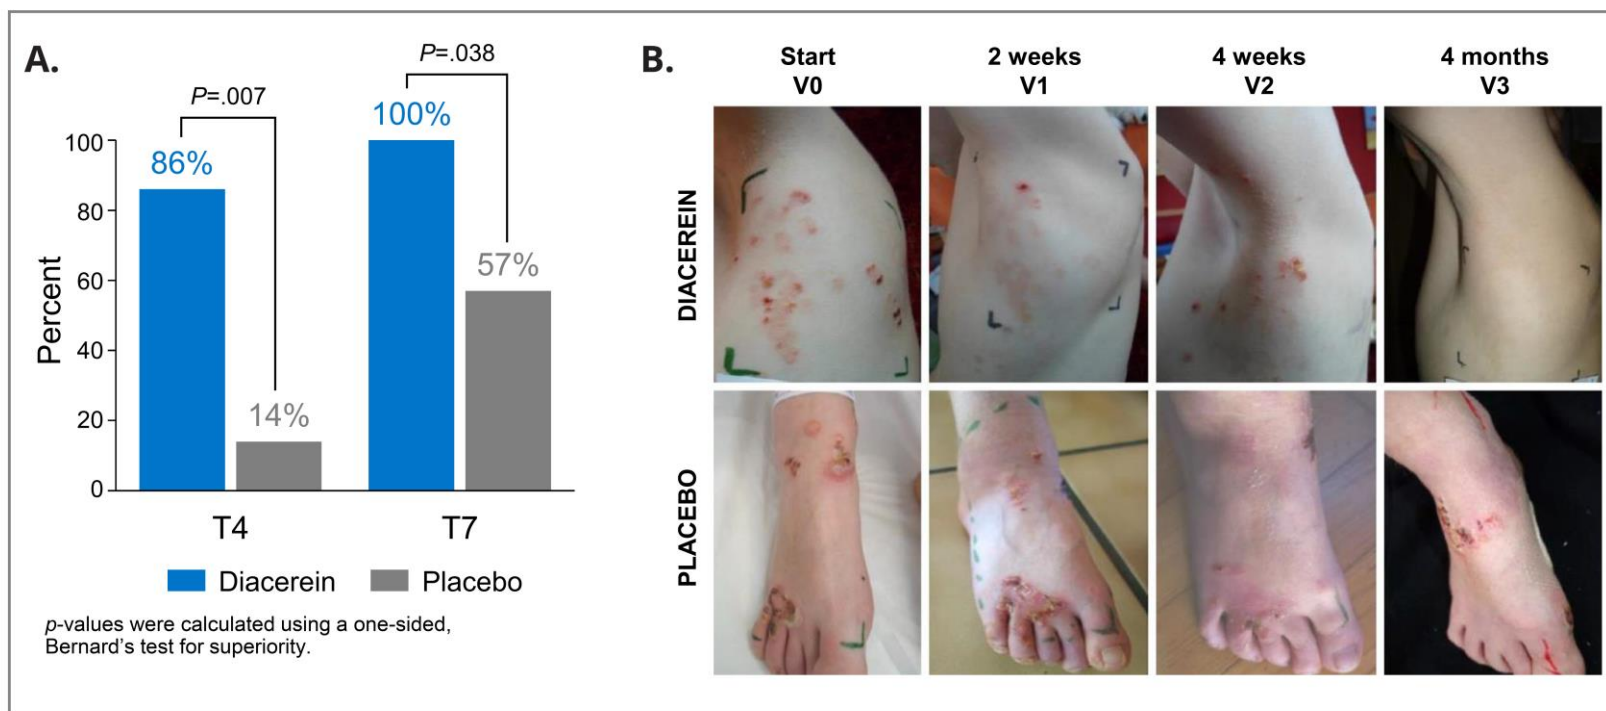 A.
P=.007
P=.038
86%
100%
14%
57%
Percent
100
80
60
40
20
0
T4
T7
Diacerein
Placebo
p-values were calculated using a one-sided,
Bernard's test for superiority.
B.
Start
V0
2 weeks
V1
4 weeks
V2
4 months
V3
DIACEREIN
PLACEBO